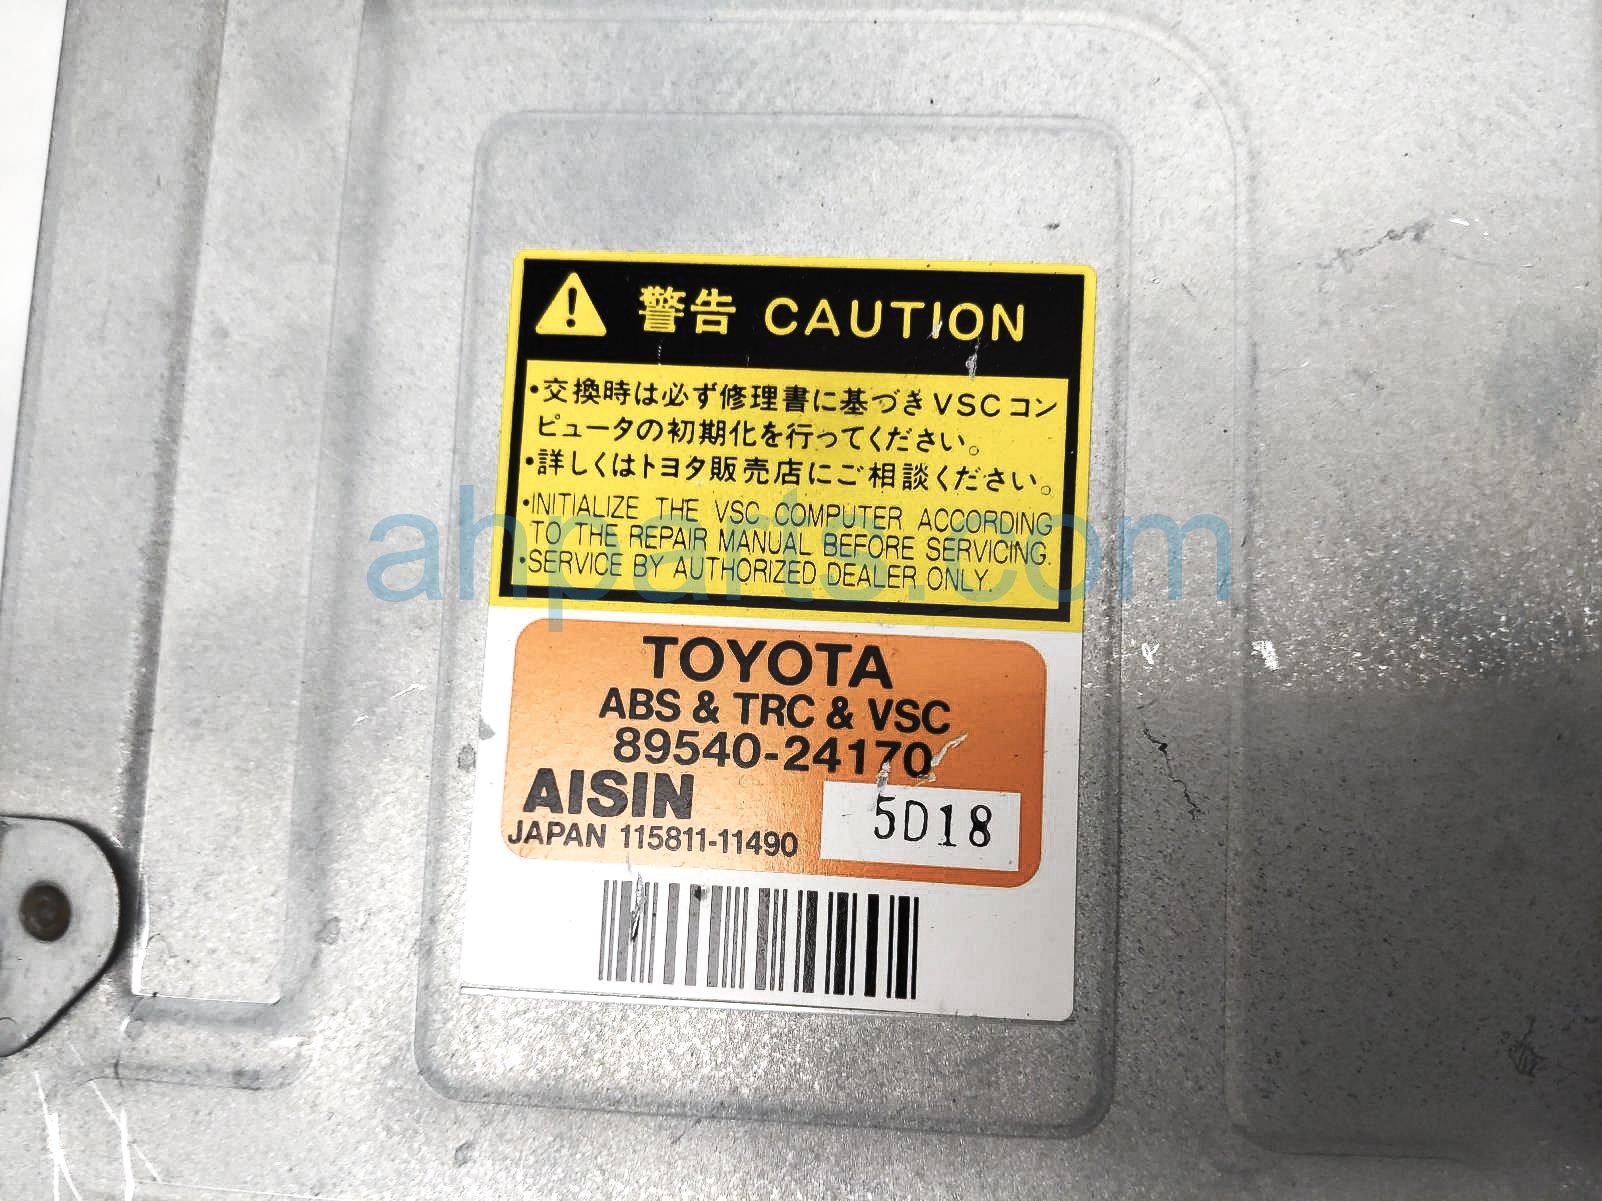 警告 CAUTION
・交換時は必ず修理書に基づきVSCコン
ピュータの初期化を行ってください。
・詳しくはトヨタ販売店にご相談ください。
・INITIALIZE THE VSC COMPUTER ACCORDING
TO THE REPAIR MANUAL BEFORE SERVICING.
・SERVICE BY AUTHORIZED DEALER ONLY.
ahparts.com
TOYOTA
ABS & TRC & VSC
89540-24170
AISIN
5D18
JAPAN 115811-11490